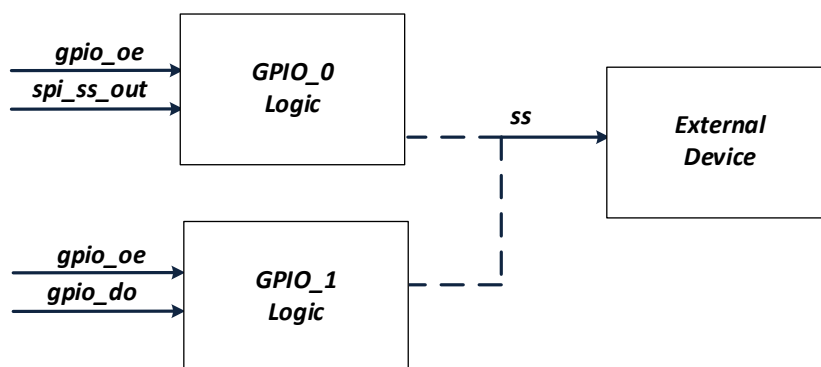 gpio_oe
spi_ss_out
GPIO_0
Logic
ss
External
Device
gpio_oe
gpio_do
GPIO_1
Logic